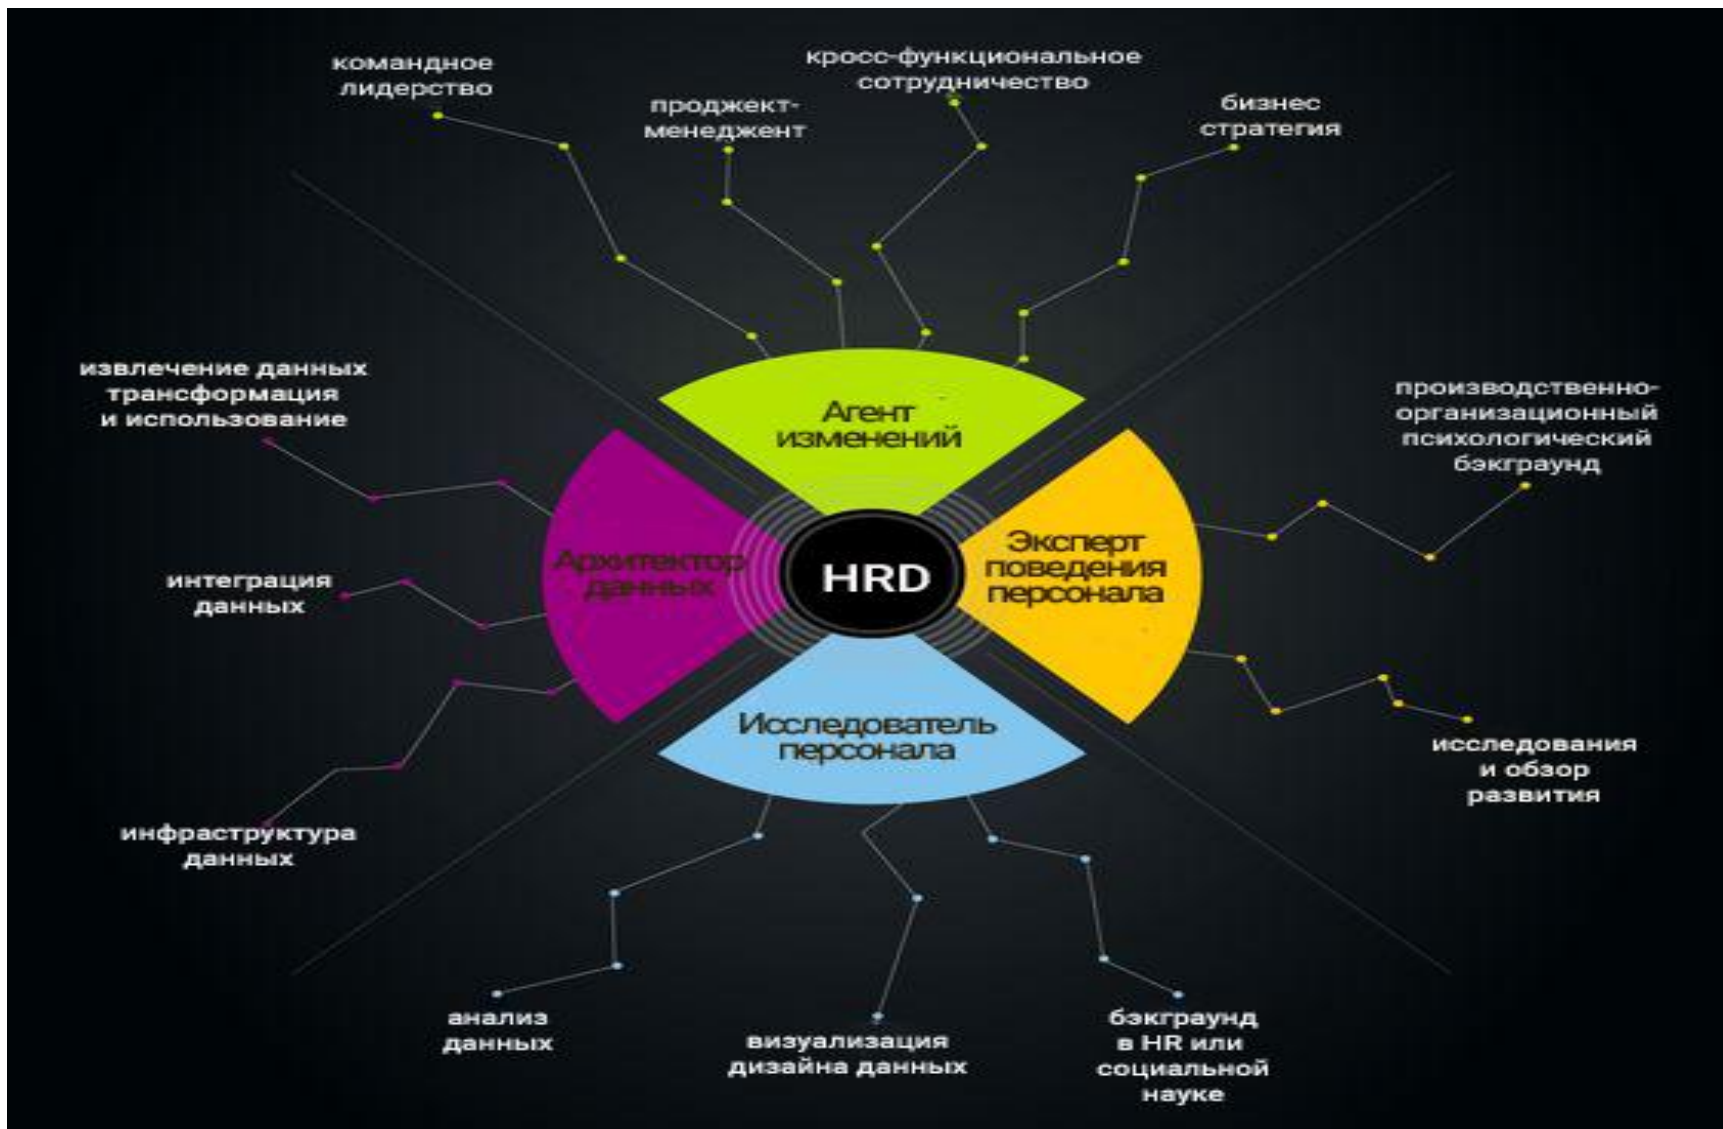 командное
лидерство
проджект-
менеджент
кросс-функциональное
сотрудничество
бизнес
стратегия
извлечение данных
трансформация
и использование
интеграция
данных
инфраструктура
данных
Агент
изменений
Архитектор
данных
HRD
Эксперт
поведения
персонала
Исследователь
персонала
производственно-
организационный
психологический
бэкграунд
исследования
и обзор
развития
анализ
данных
визуализация
дизайна данных
бэкграунд
в HR или
социальной
науке